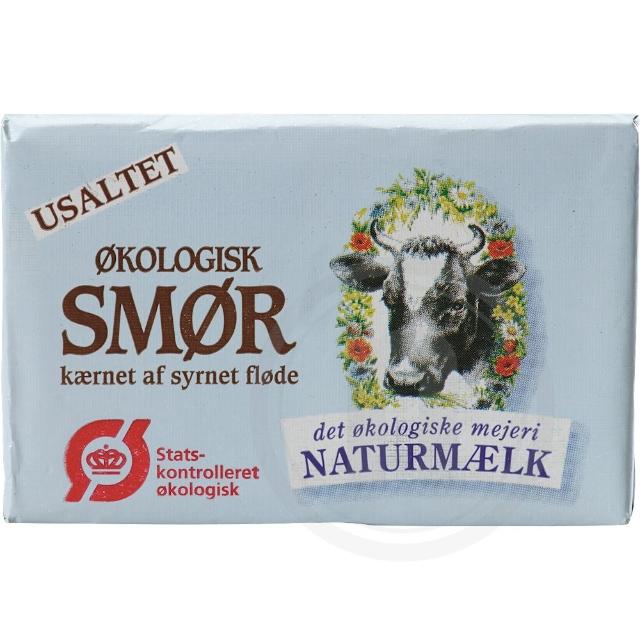 USALTET
ØKOLOGISK
SMØR
kærnet af syrnet fløde
Stats-
kontrolleret
økologisk
det økologiske mejeri
NATURMÆLK